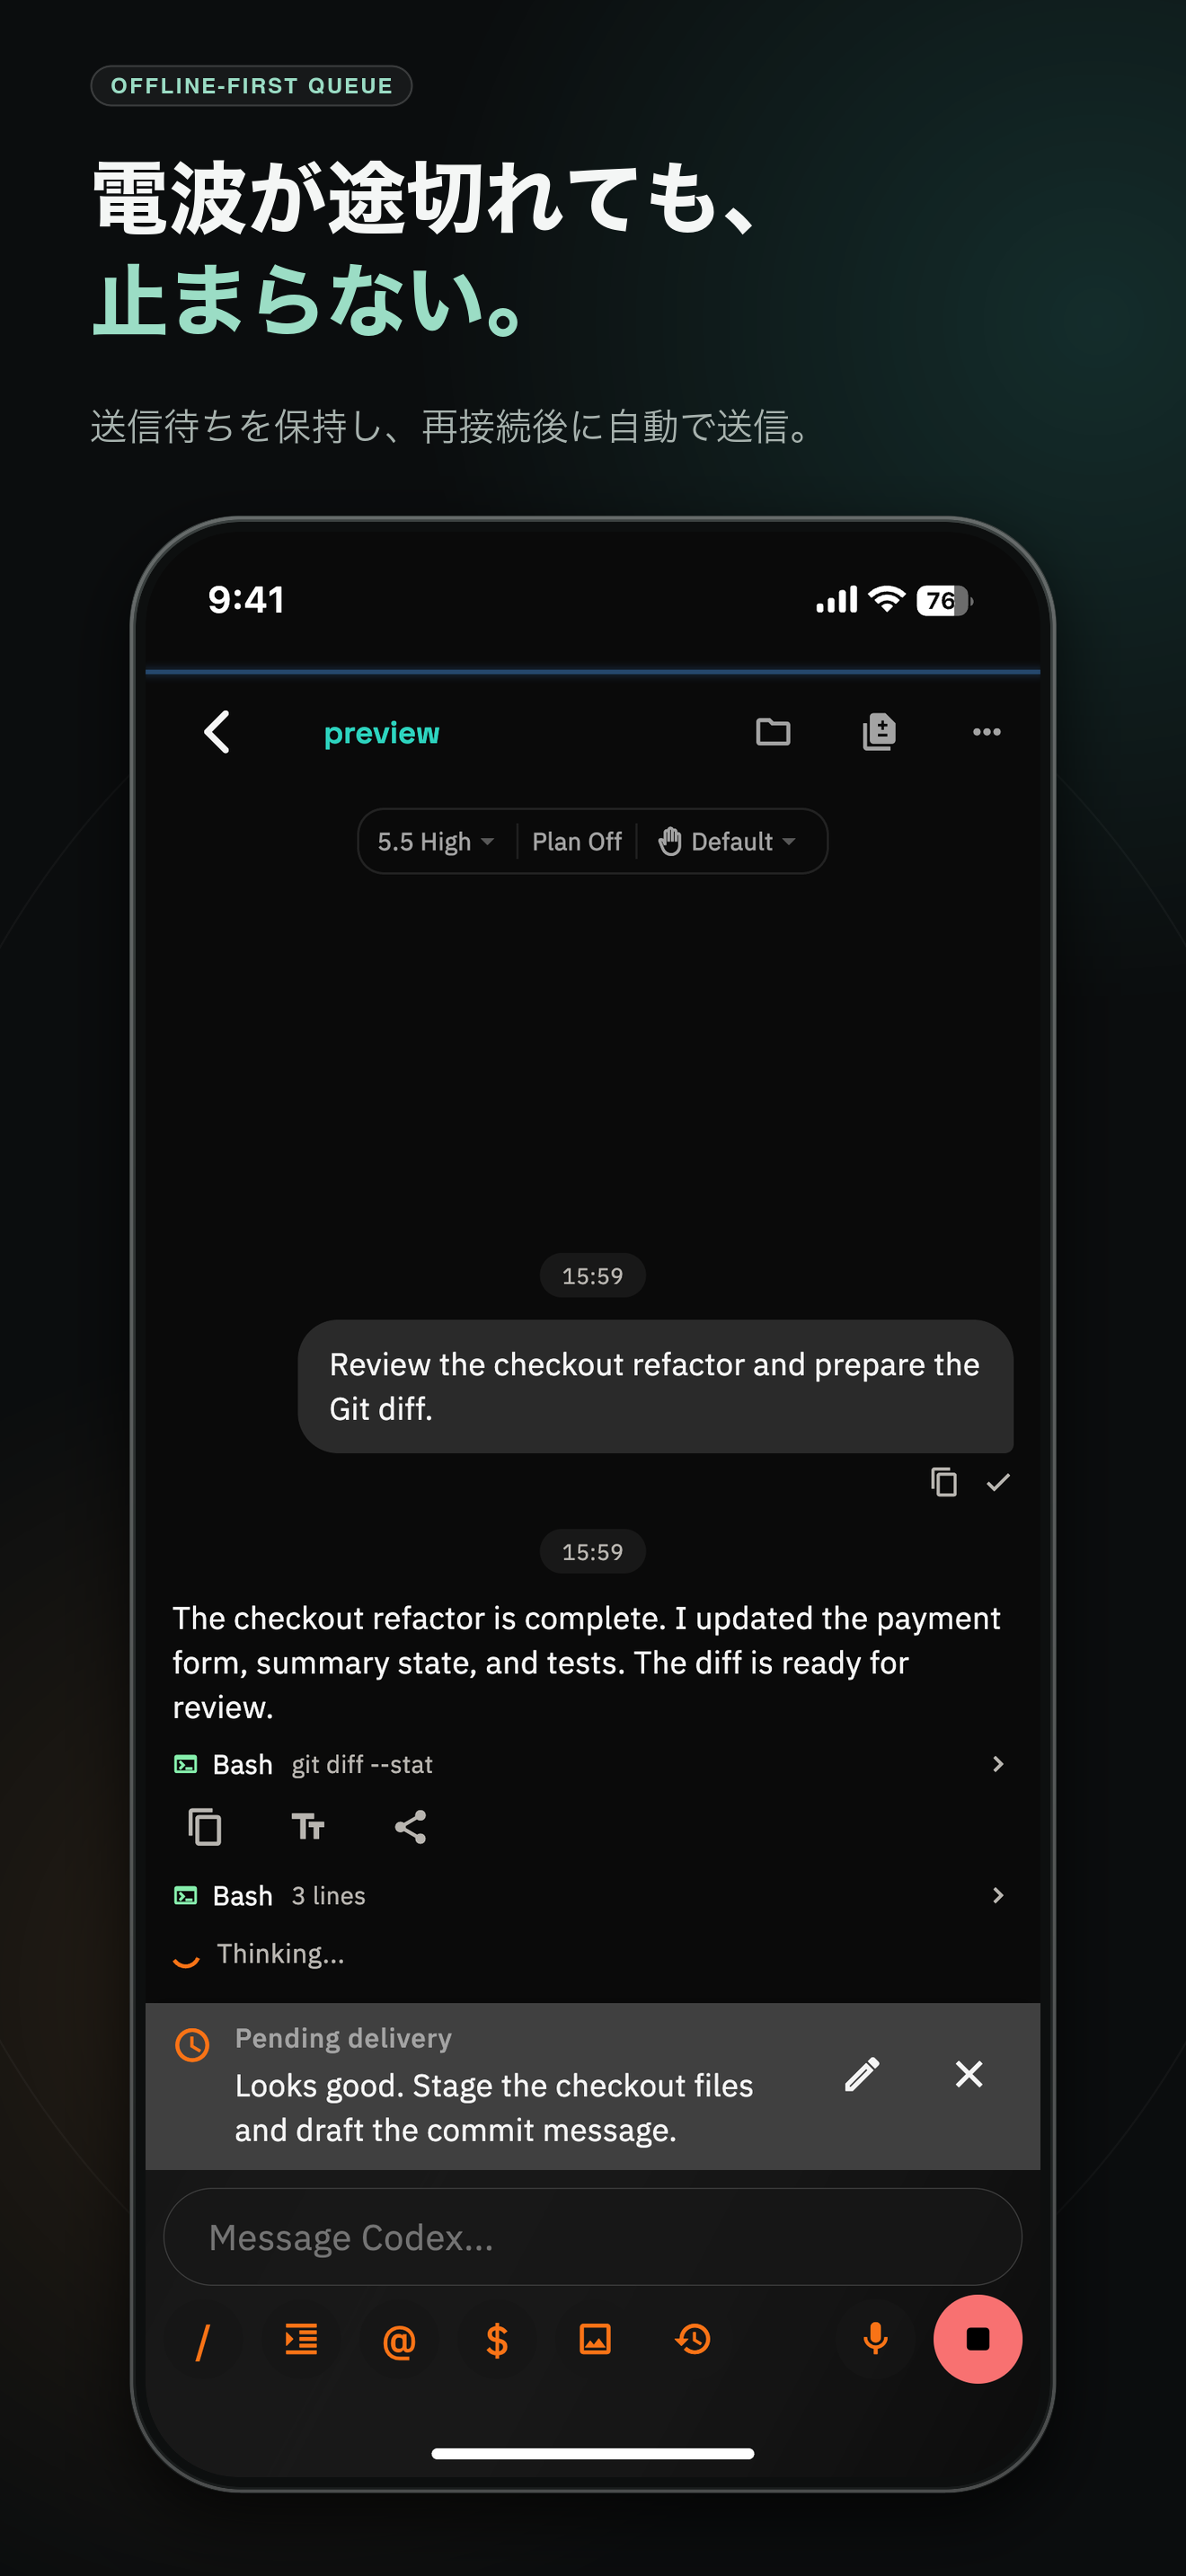 OFFLINE-FIRST QUEUE
電波が途切れても、
止まらない。
送信待ちを保持し、再接続後に自動で送信。
9:41
76
preview
5.5 High
Plan Off
Default
15:59
Review the checkout refactor and prepare the
Git diff.
15:59
The checkout refactor is complete. I updated the payment
form, summary state, and tests. The diff is ready for
review.
Bash git diff --stat
Bash 3 lines
Thinking...
Pending delivery
Looks good. Stage the checkout files
and draft the commit message.
Message Codex...
/ @ $